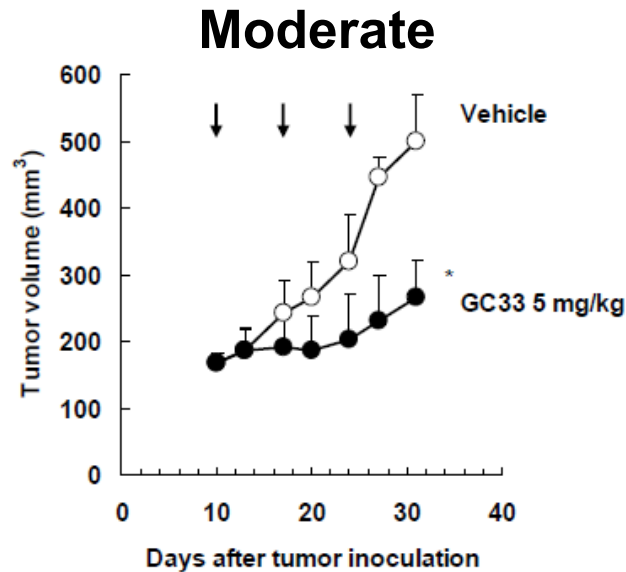 Moderate
Tumor volume (mm³)
600
500
400
300
200
100
0
Vehicle
*
GC33 5 mg/kg
0 10 20 30 40
Days after tumor inoculation